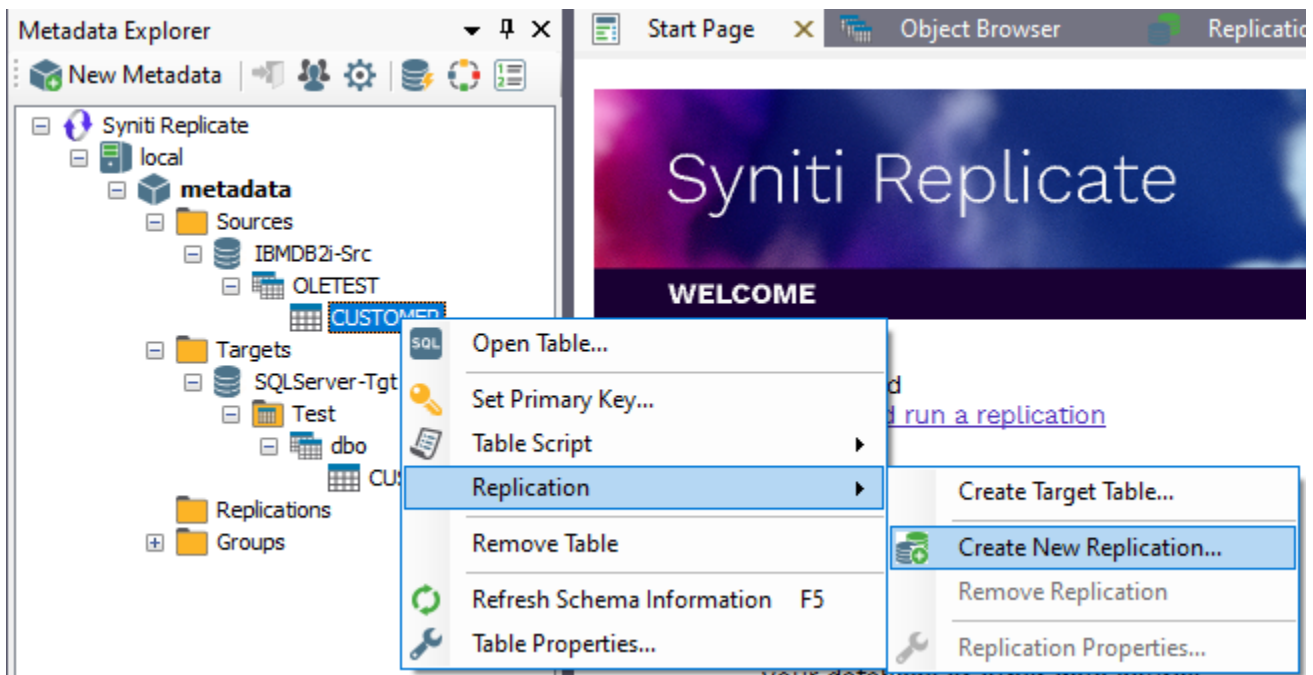 Metadata Explorer
Start Page
Object Browser
New Metadata
Syniti Replicate
local
metadata
Sources
IBMDB2i-Src
OLETEST
CUSTOMER
Targets
SQLServer-Tgt
Test
dbo
Replications
Groups
Syniti Replicate
WELCOME
run a replication
SQL
Open Table...
Set Primary Key...
Table Script
Replication
Remove Table
Refresh Schema Information F5
Table Properties...
Create Target Table...
Create New Replication...
Remove Replication
Replication Properties...